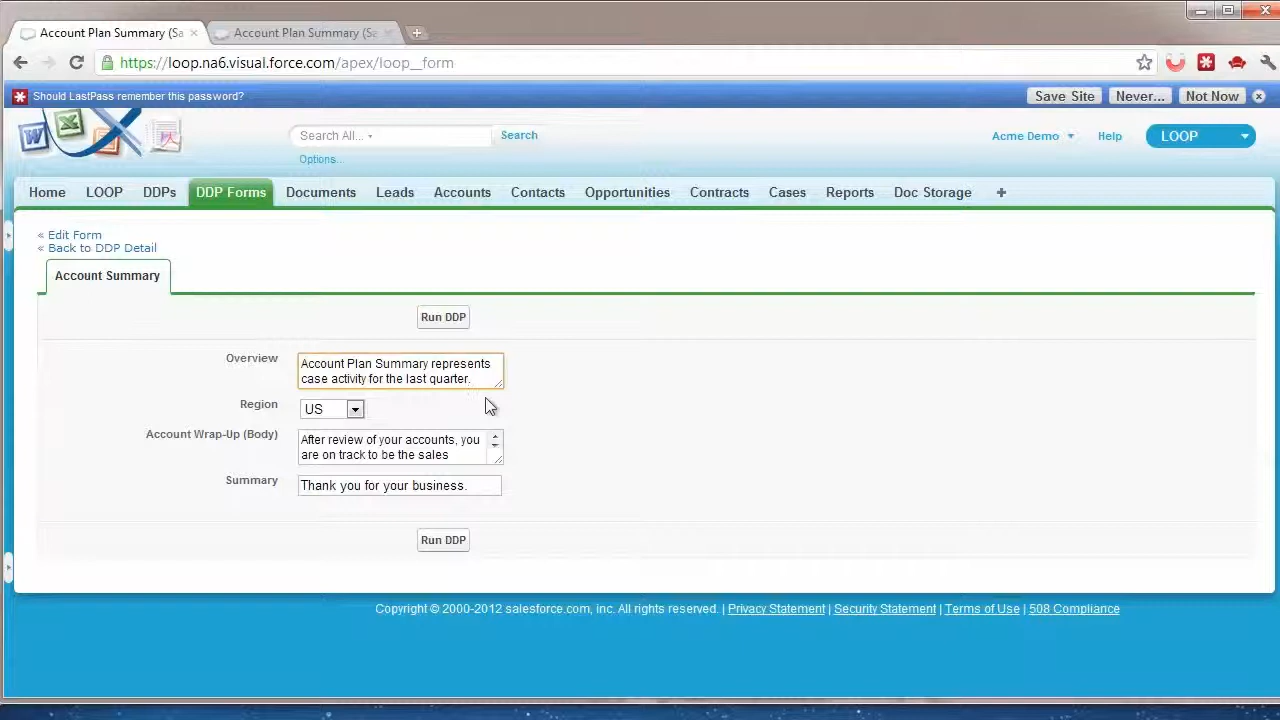 Account Plan Summary (Sa
Account Plan Summary (Sa
https://loop.na6.visual.force.com/apex/loop__form
Should LastPass remember this password?
Save Site
Never...
Not Now
Search All...
Search
Options...
Acme Demo
Help
LOOP
Home
LOOP
DDPs
DDP Forms
Documents
Leads
Accounts
Contacts
Opportunities
Contracts
Cases
Reports
Doc Storage
+
« Edit Form
« Back to DDP Detail
Account Summary
Run DDP
Overview
Account Plan Summary represents
case activity for the last quarter.
Region
US
Account Wrap-Up (Body)
After review of your accounts, you
are on track to be the sales
Summary
Thank you for your business.
Run DDP
Copyright © 2000-2012 salesforce.com, inc. All rights reserved. | Privacy Statement | Security Statement | Terms of Use | 508 Compliance